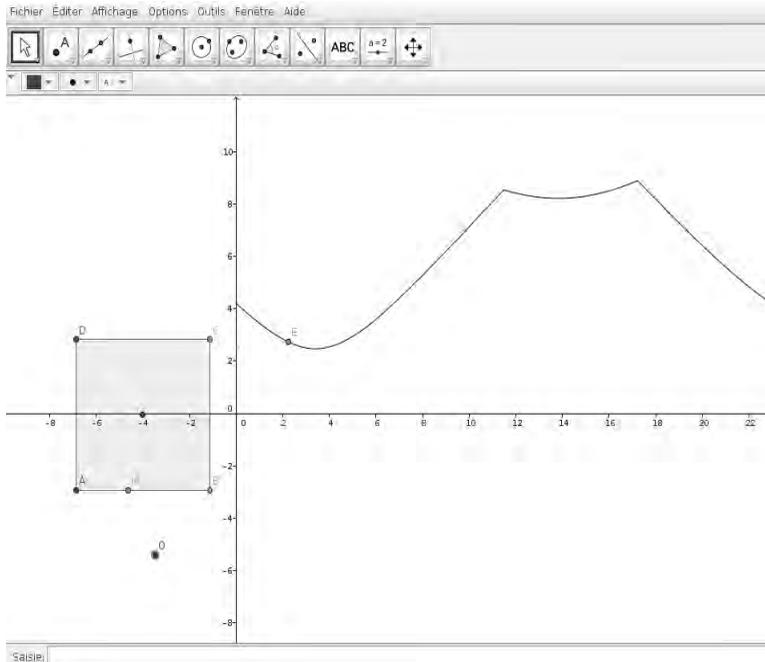 Fichier Éditer Affichage Options Outils Fenêtre Aide
A ABC a=2
10
8
6
4
2
0
-8 -6 -4 -2 0 2 4 6 8 10 12 14 16 18 20 22
-2
-4
-6
-8
D
E
A
B
O
Saisie: